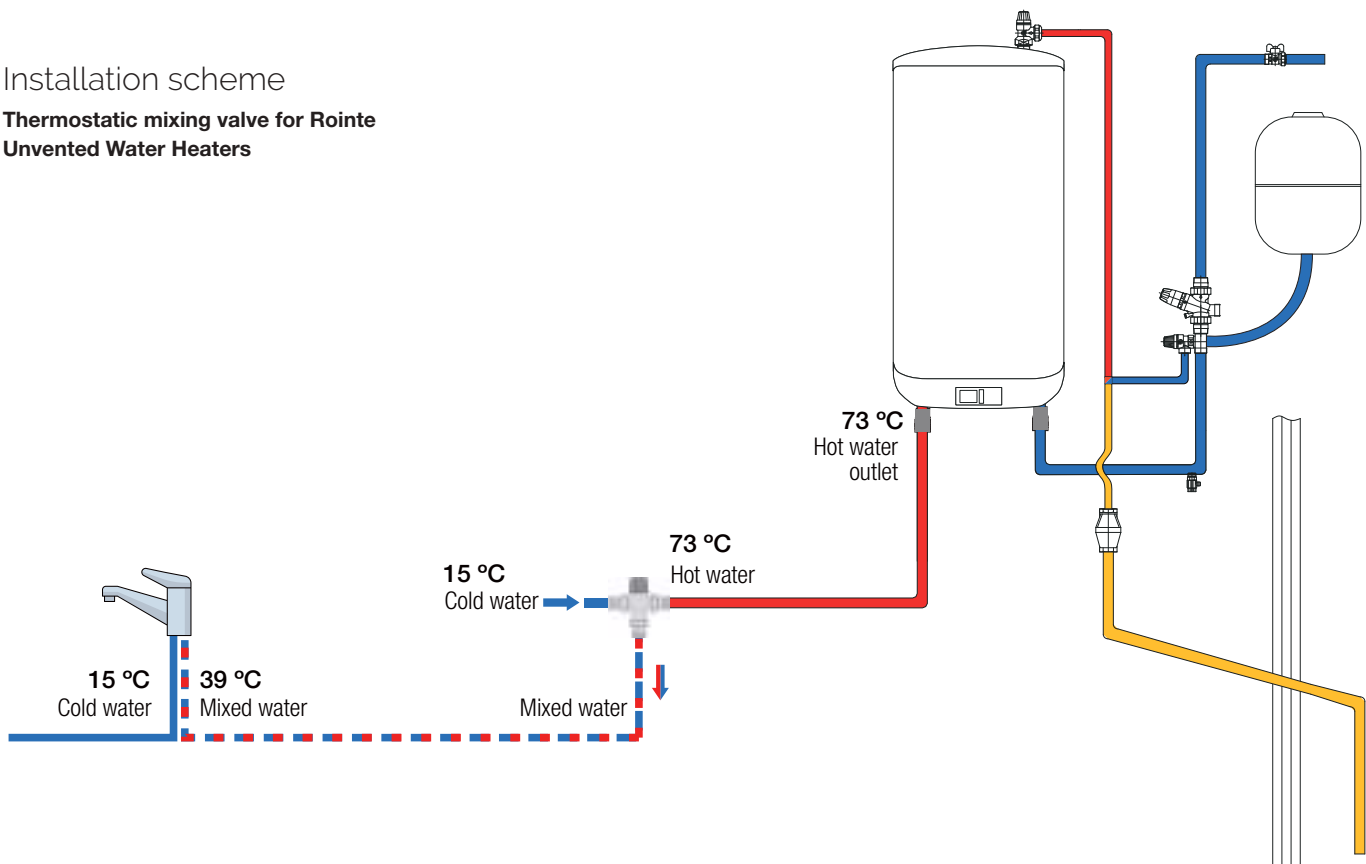 Installation scheme
Thermostatic mixing valve for Rointe
Unvented Water Heaters
73 ºC
Hot water
outlet
73 ºC
Hot water
15 ºC
Cold water
15 ºC
Cold water
39 ºC
Mixed water
Mixed water